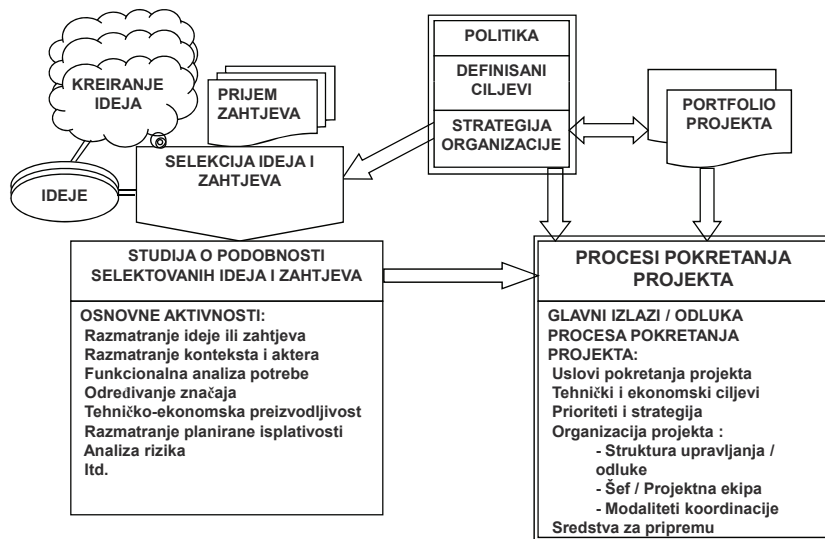 KREIRANJE
IDEJA
PRIJEM
ZAHTJEVA
IDEJE
SELEKCIJA IDEJA I
ZAHTJEVA
POLITIKA
DEFINISANI
CILJEVI
STRATEGIJA
ORGANIZACIJE
PORTFOLIO
PROJEKTA
STUDIJA O PODOBNOSTI
SELEKTOVANIH IDEJA I ZAHTJEVA
OSNOVNE AKTIVNOSTI:
Razmatranje ideje ili zahtjeva
Razmatranje konteksta i aktera
Funkcionalna analiza potrebe
Određivanje značaja
Tehničko-ekonomska preizvodljivost
Razmatranje planirane isplativosti
Analiza rizika
Itd.
PROCESI POKRETANJA
PROJEKTA
GLAVNI IZLAZI / ODLUKA
PROCESA POKRETANJA
PROJEKTA:
Uslovi pokretanja projekta
Tehnički i ekonomski ciljevi
Prioriteti i strategija
Organizacija projekta :
- Struktura upravljanja /
odluke
- Šef / Projektna ekipa
- Modaliteti koordinacije
Sredstva za pripremu